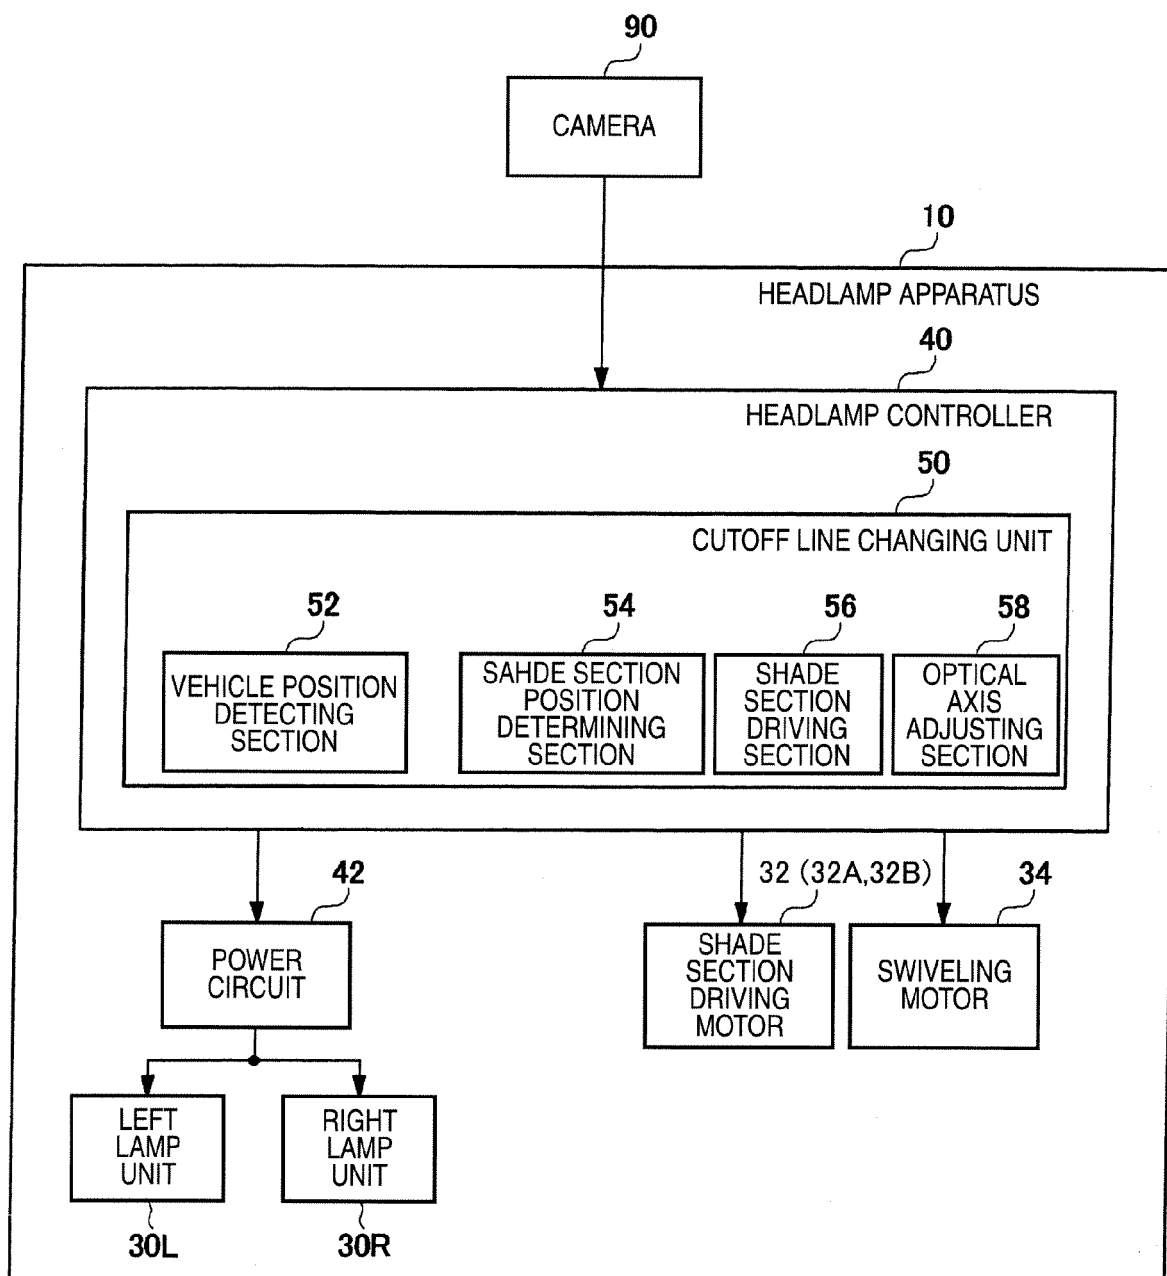 90
CAMERA
10
HEADLAMP APPARATUS
40
HEADLAMP CONTROLLER
50
CUTOFF LINE CHANGING UNIT
52
VEHICLE POSITION
DETECTING
SECTION
54
SAHDE SECTION
POSITION
DETERMINING
SECTION
56
SHADE
SECTION
DRIVING
SECTION
58
OPTICAL
AXIS
ADJUSTING
SECTION
42
POWER
CIRCUIT
32 (32A,32B)
SHADE
SECTION
DRIVING
MOTOR
34
SWIVELING
MOTOR
LEFT
LAMP
UNIT
30L
RIGHT
LAMP
UNIT
30R